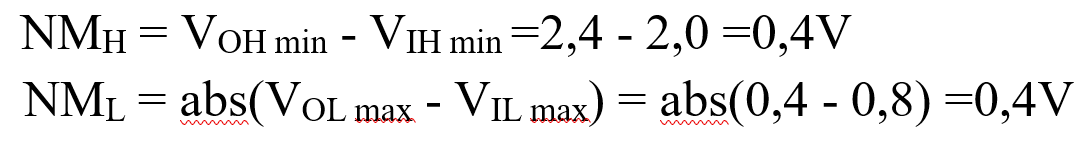 NMH = VOH min - VIH min =2,4 - 2,0 =0,4V
NML = abs(VOL max - VIL max) = abs(0,4 - 0,8) =0,4V